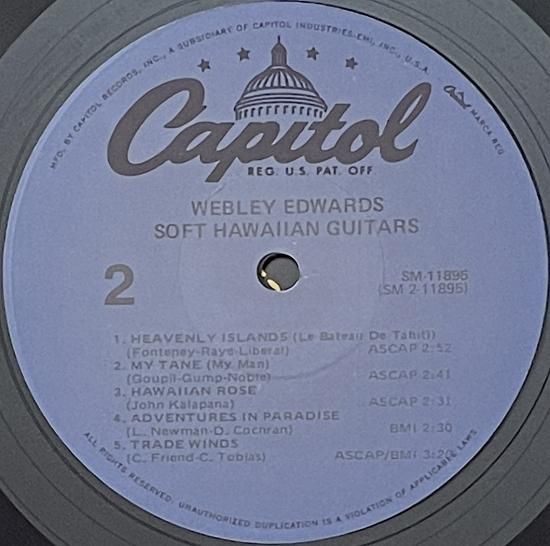 MFD. BY CAPITOL RECORDS, INC., A SUBSIDIARY OF CAPITOL INDUSTRIES-EMI, INC., U.S.A.
Capitol MARCA REG.
Capitol
REG. U.S. PAT. OFF.
WEBLEY EDWARDS
SOFT HAWAIIAN GUITARS
2
SM-11895
(SM 2-11895)
1. HEAVENLY ISLANDS (Le Bateau De Tahiti)
(Fonteney-Raye-Liberal) ASCAP 2:52
2. MY TANE (My Man)
(Goupil-Gump-Noble) ASCAP 2:41
3. HAWAIIAN ROSE
(John Kalapana) ASCAP 2:31
4. ADVENTURES IN PARADISE
(L. Newman-D. Cochran) BMI 2:30
5. TRADE WINDS
(C. Friend-C. Tobias) ASCAP/BMI 3:20
ALL RIGHTS RESERVED. UNAUTHORIZED DUPLICATION IS A VIOLATION OF APPLICABLE LAWS.